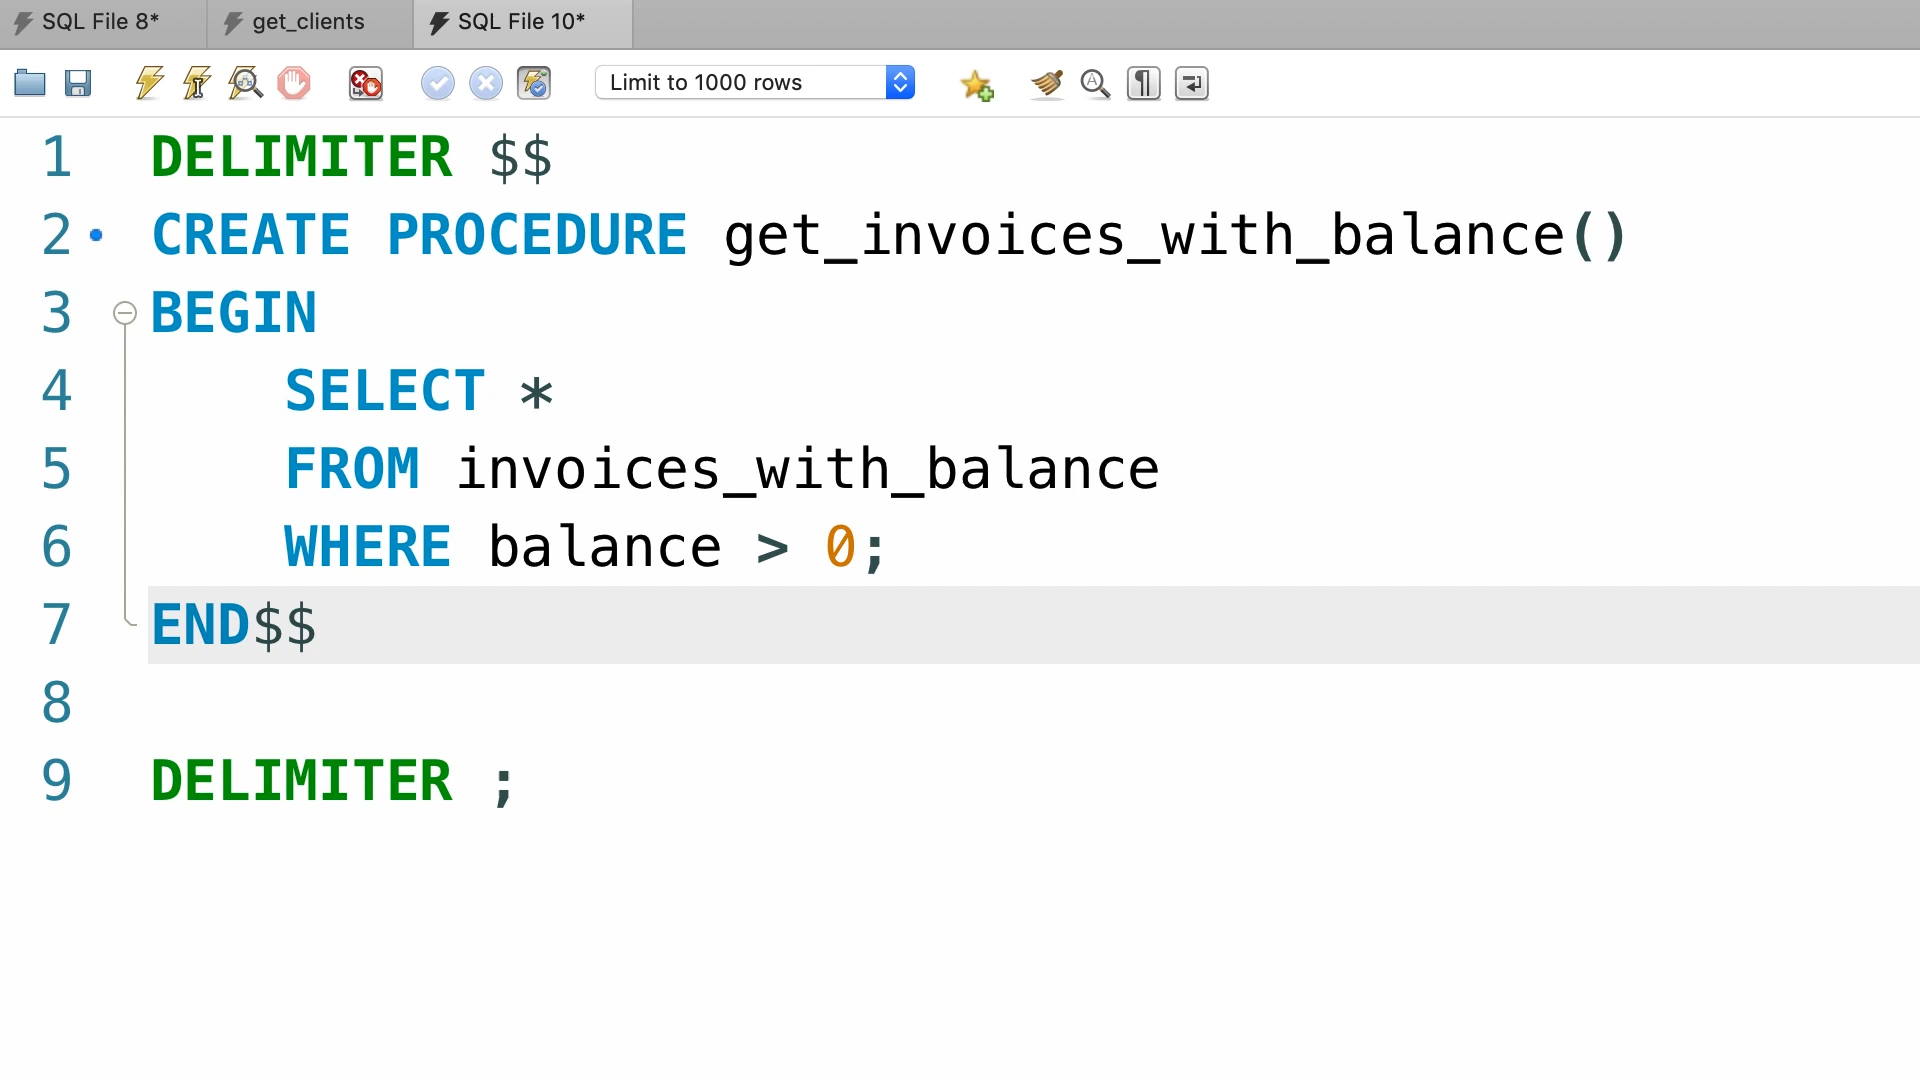 SQL File 8*
get_clients
SQL File 10*
Limit to 1000 rows
1 DELIMITER $$
2 CREATE PROCEDURE get_invoices_with_balance()
3 BEGIN
4 SELECT *
5 FROM invoices_with_balance
6 WHERE balance > 0;
7 END$$
8
9 DELIMITER ;